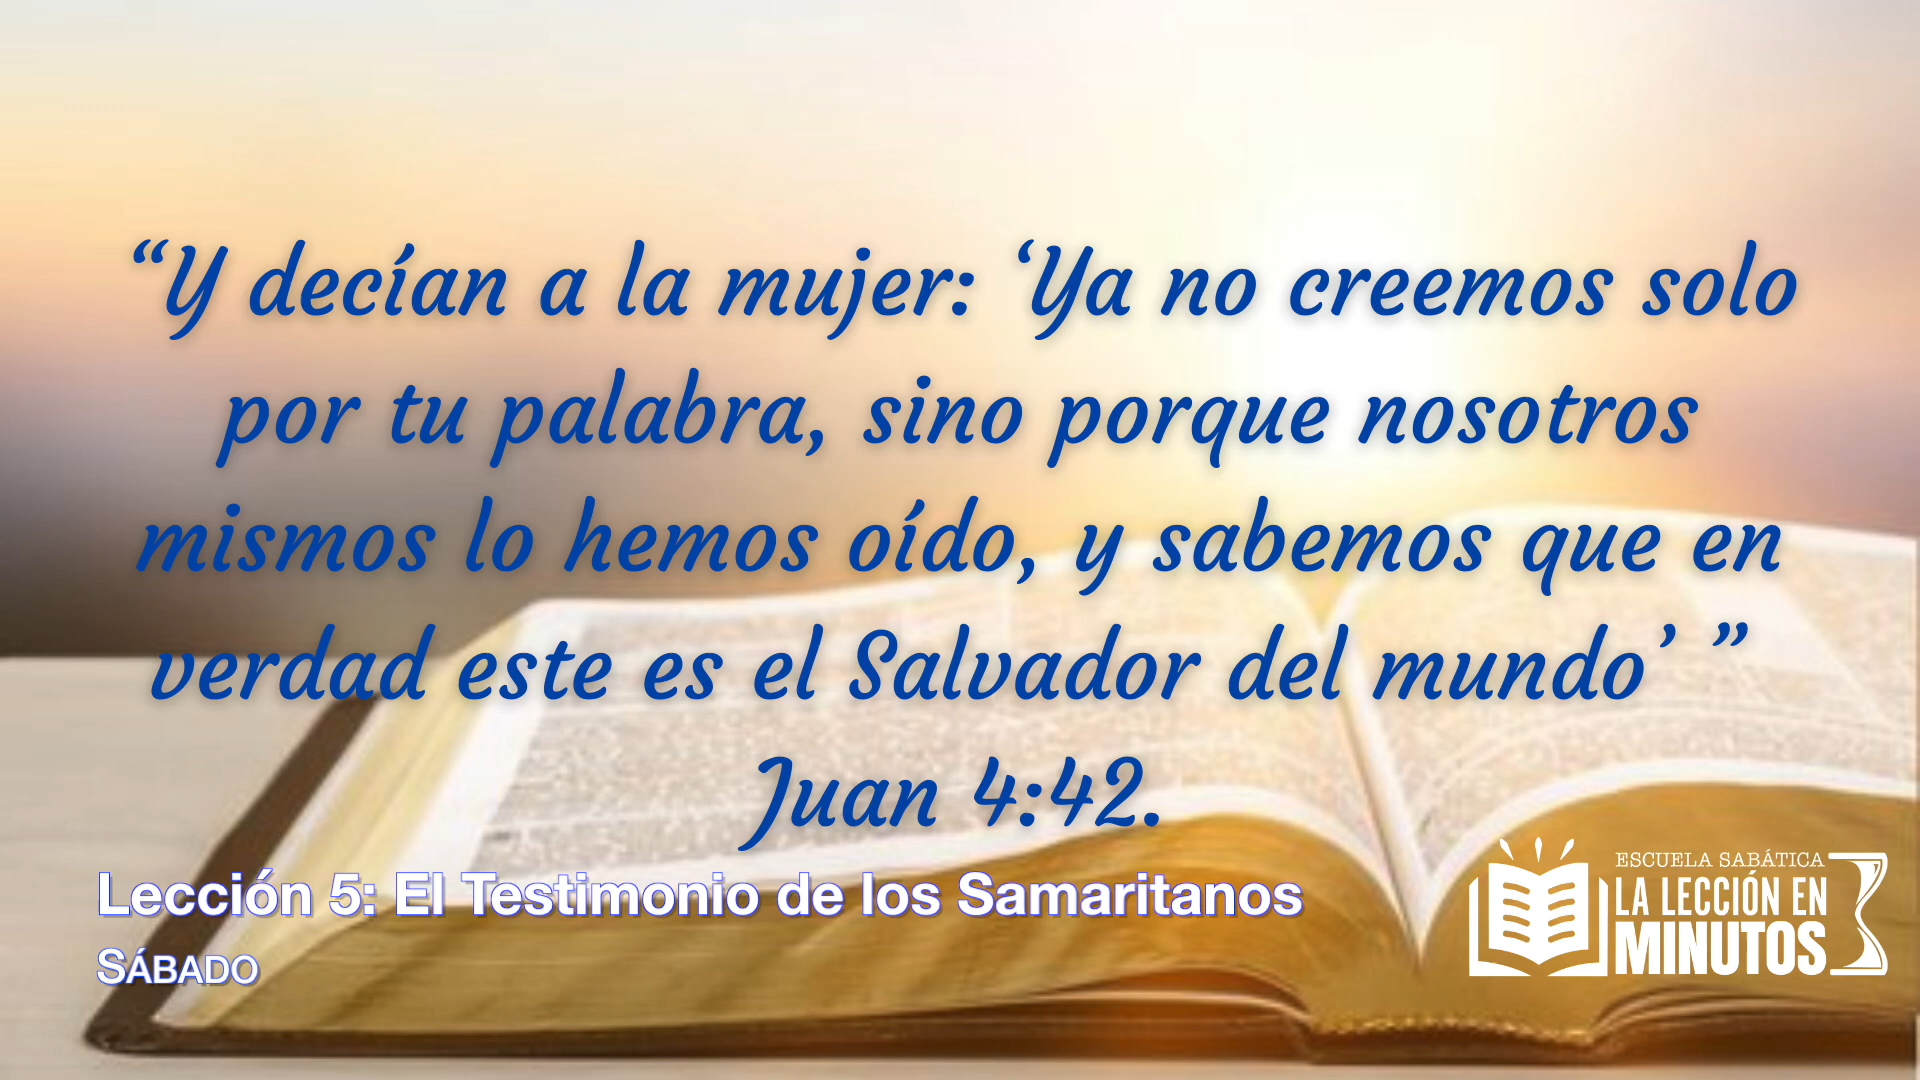 “Y decían a la mujer: ‘Ya no creemos solo
por tu palabra, sino porque nosotros
mismos lo hemos oído, y sabemos que en
verdad este es el Salvador del mundo’ ”
Juan 4:42.
Lección 5: El Testimonio de los Samaritanos
SÁBADO
ESCUELA SABÁTICA
LA LECCIÓN EN
MINUTOS 3